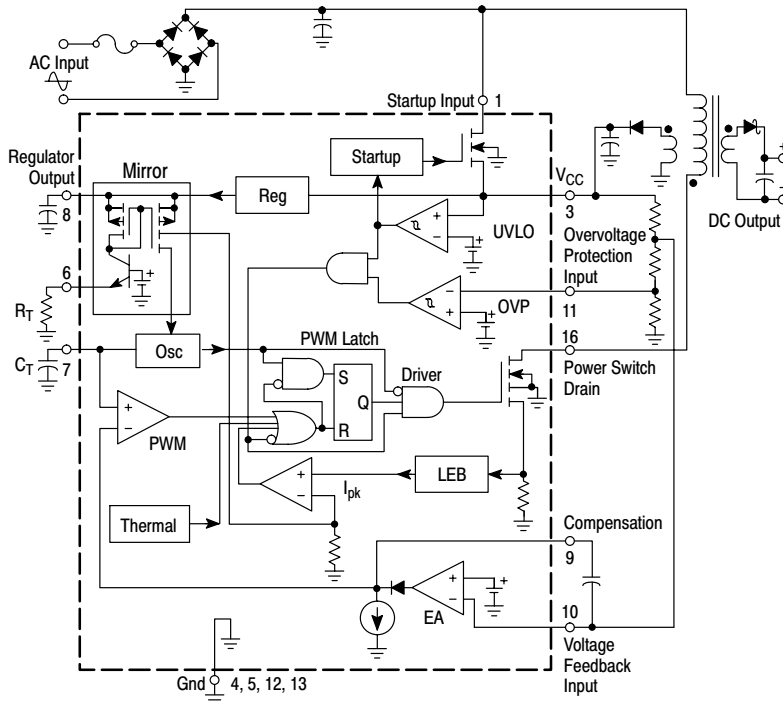 AC Input
Startup Input
1
Regulator
Output
8
Mirror
Startup
Reg
VCC
3
DC Output
+
−
UVLO
+
−
+
Overvoltage
Protection
Input
11
OVP
−
+
+
6
+
RT
CT
7
Osc
PWM Latch
S
Q
R
Driver
16
Power Switch
Drain
+
−
PWM
LEB
+
−
Ipk
Thermal
Compensation
9
EA
+
−
+
10
Voltage
Feedback
Input
Gnd
4, 5, 12, 13